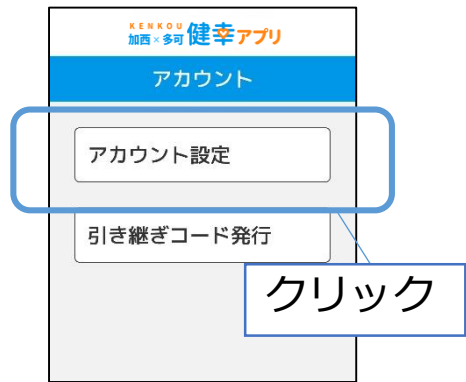 KENKOU
加西×多可 健幸アプリ
アカウント
アカウント設定
引き継ぎコード発行
クリック